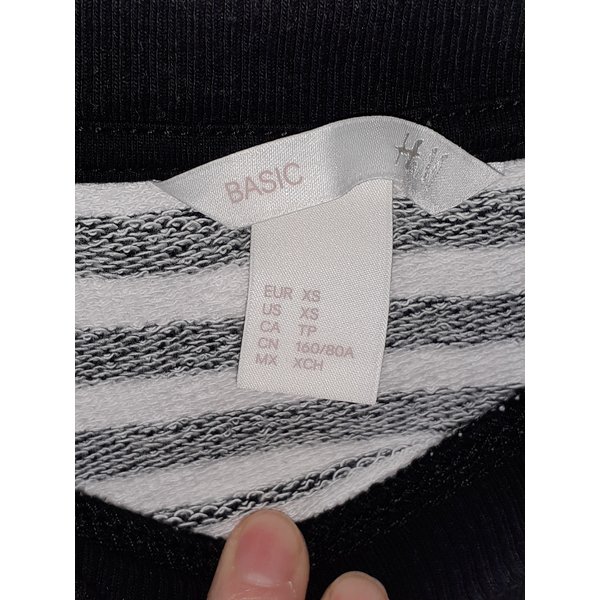 BASIC
EUR XS
US XS
CA TP
CN 160/80A
MX XCH